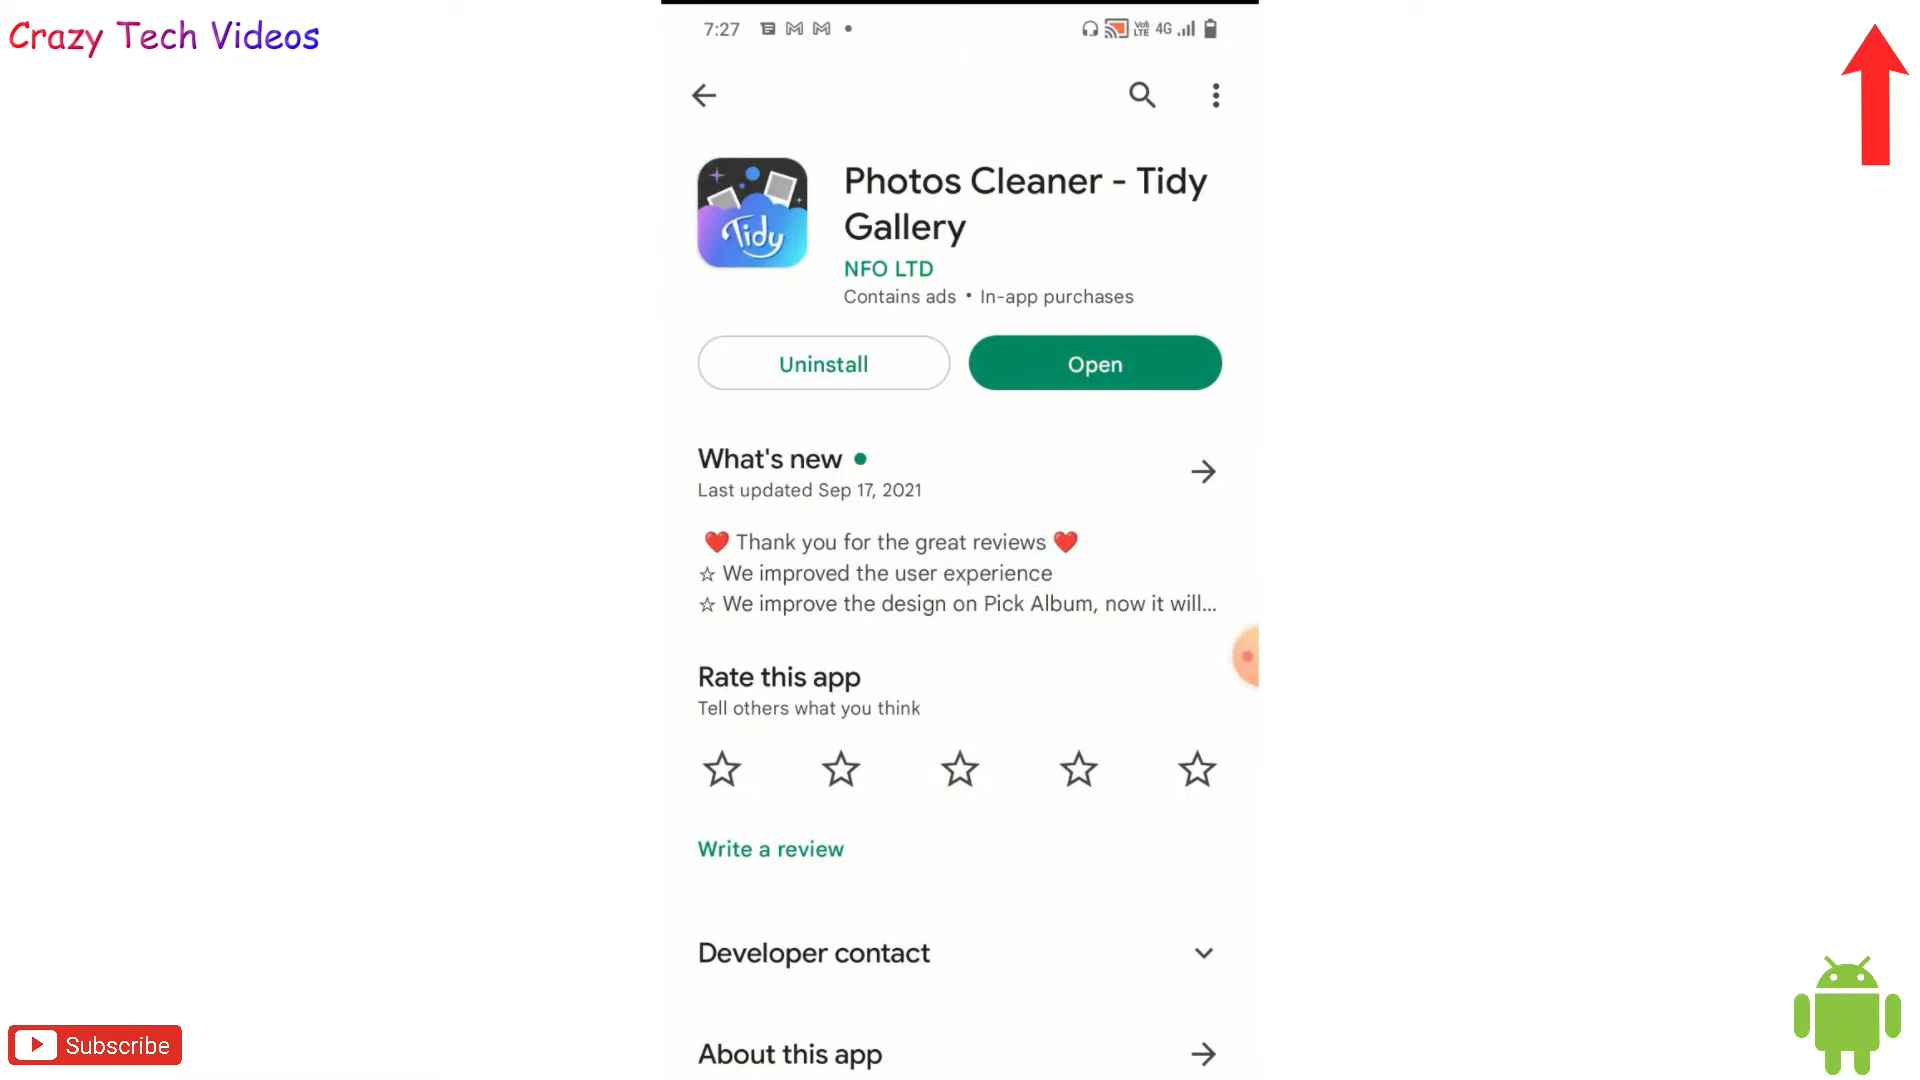 Crazy Tech Videos
7:27
Vo LTE 4G
Photos Cleaner - Tidy
Gallery
Tidy
NFO LTD
Contains ads • In-app purchases
Uninstall
Open
What's new
Last updated Sep 17, 2021
❤️ Thank you for the great reviews ❤️
☆ We improved the user experience
☆ We improve the design on Pick Album, now it will...
Rate this app
Tell others what you think
Write a review
Developer contact
About this app
Subscribe